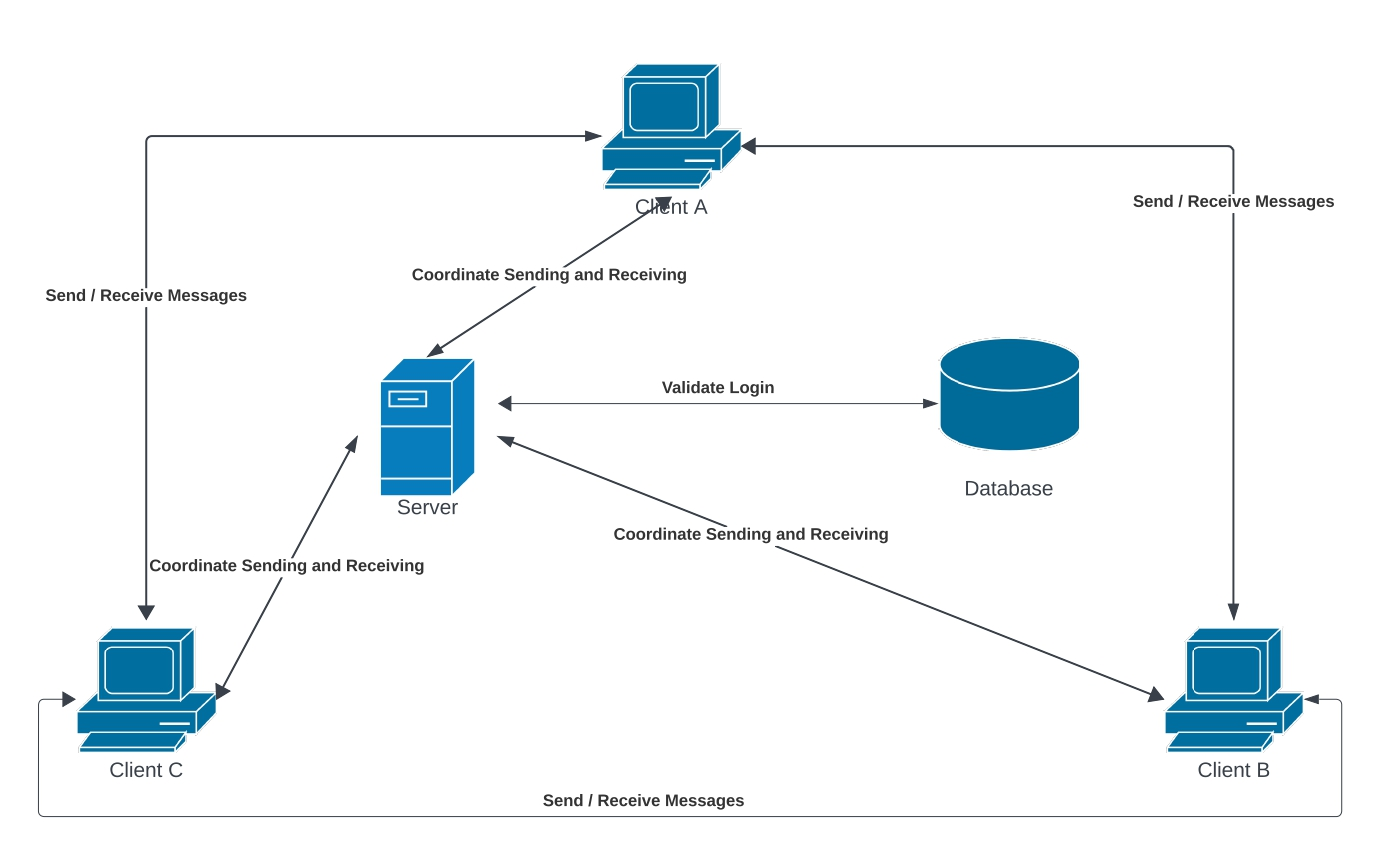 Client A
Send / Receive Messages
Coordinate Sending and Receiving
Send / Receive Messages
Validate Login
Database
Server
Coordinate Sending and Receiving
Coordinate Sending and Receiving
Client C
Client B
Send / Receive Messages